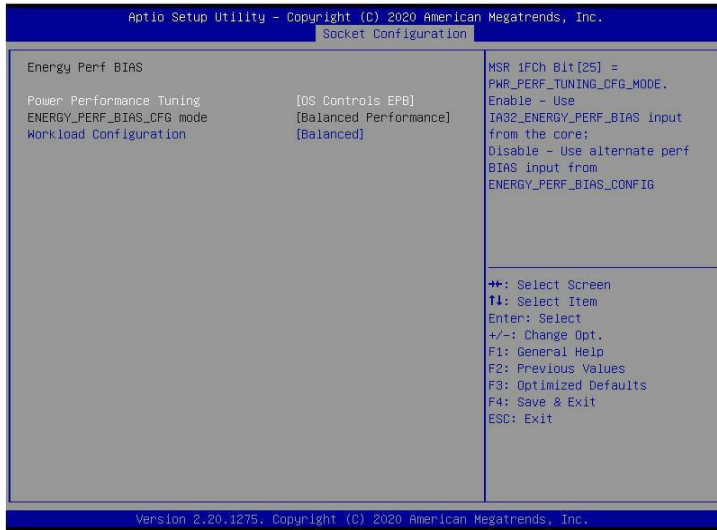 Aptio Setup Utility – Copyright (C) 2020 American Megatrends, Inc.
Socket Configuration
Energy Perf BIAS
Power Performance Tuning [OS Controls EPB]
ENERGY_PERF_BIAS_CFG mode [Balanced Performance]
Workload Configuration [Balanced]
MSR 1FCh Bit[25] =
PWR_PERF_TUNING_CFG_MODE.
Enable – Use
IA32_ENERGY_PERF_BIAS input
from the core;
Disable – Use alternate perf
BIAS input from
ENERGY_PERF_BIAS_CONFIG
→←: Select Screen
↑↓: Select Item
Enter: Select
+/-: Change Opt.
F1: General Help
F2: Previous Values
F3: Optimized Defaults
F4: Save & Exit
ESC: Exit
Version 2.20.1275. Copyright (C) 2020 American Megatrends, Inc.